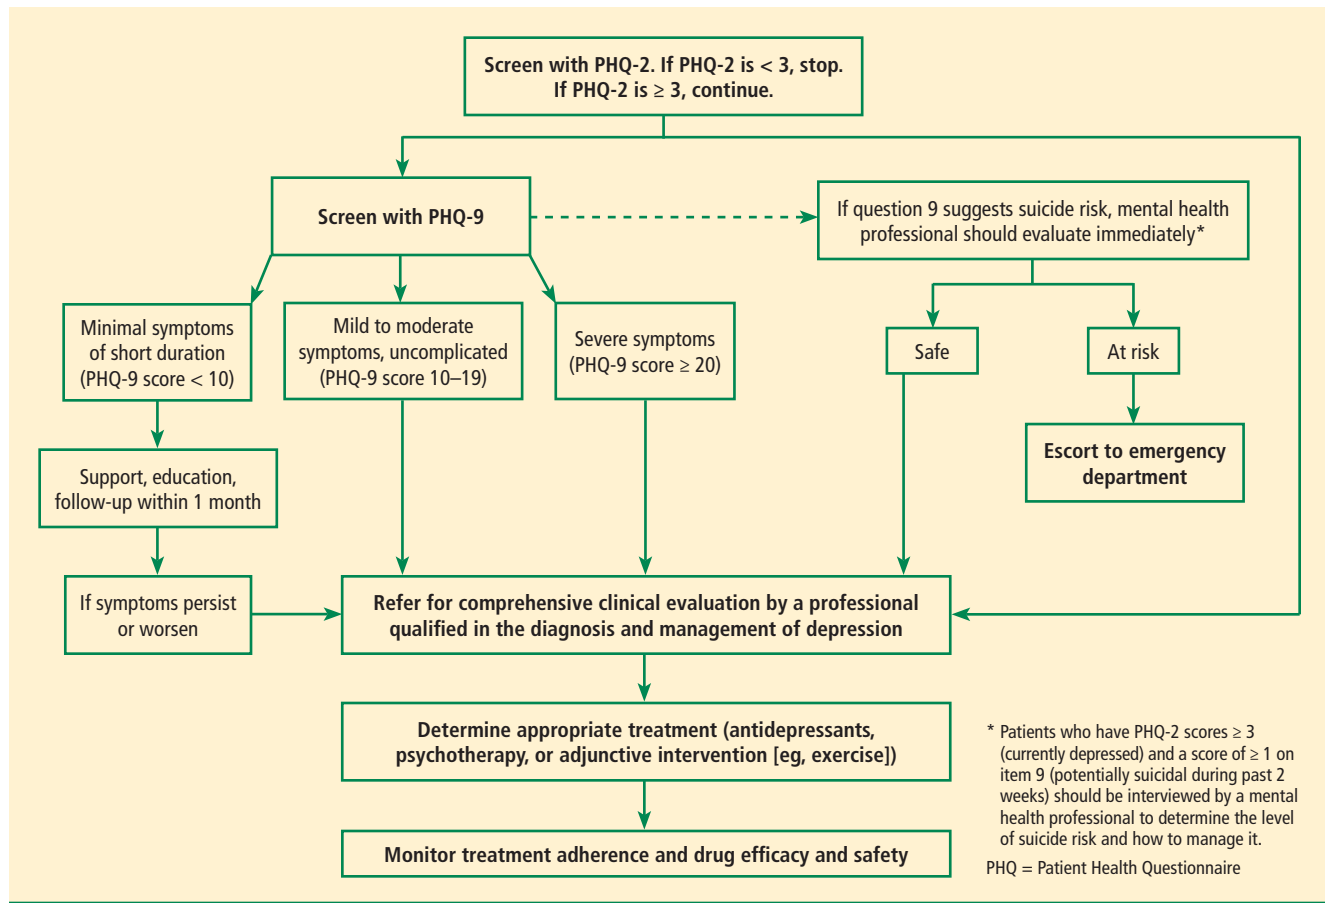 Screen with PHQ-2. If PHQ-2 is < 3, stop.
If PHQ-2 is ≥ 3, continue.
Screen with PHQ-9
If question 9 suggests suicide risk, mental health
professional should evaluate immediately*
Minimal symptoms
of short duration
(PHQ-9 score < 10)
Mild to moderate
symptoms, uncomplicated
(PHQ-9 score 10–19)
Severe symptoms
(PHQ-9 score ≥ 20)
Safe
At risk
Support, education,
follow-up within 1 month
Escort to emergency
department
If symptoms persist
or worsen
Refer for comprehensive clinical evaluation by a professional
qualified in the diagnosis and management of depression
Determine appropriate treatment (antidepressants,
psychotherapy, or adjunctive intervention [eg, exercise])
Monitor treatment adherence and drug efficacy and safety
* Patients who have PHQ-2 scores ≥ 3
(currently depressed) and a score of ≥ 1 on
item 9 (potentially suicidal during past 2
weeks) should be interviewed by a mental
health professional to determine the level
of suicide risk and how to manage it.
PHQ = Patient Health Questionnaire